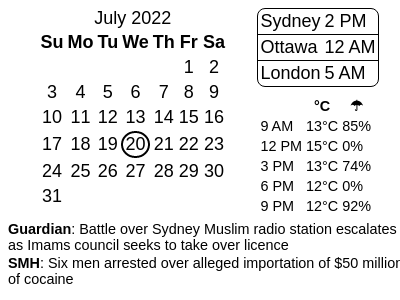 July 2022
Su Mo Tu We Th Fr Sa
1 2
3 4 5 6 7 8 9
10 11 12 13 14 15 16
17 18 19 20 21 22 23
24 25 26 27 28 29 30
31
Sydney 2 PM
Ottawa 12 AM
London 5 AM
°C ☂
9 AM 13°C 85%
12 PM 15°C 0%
3 PM 13°C 74%
6 PM 12°C 0%
9 PM 12°C 92%
Guardian: Battle over Sydney Muslim radio station escalates
as Imams council seeks to take over licence
SMH: Six men arrested over alleged importation of $50 million
of cocaine